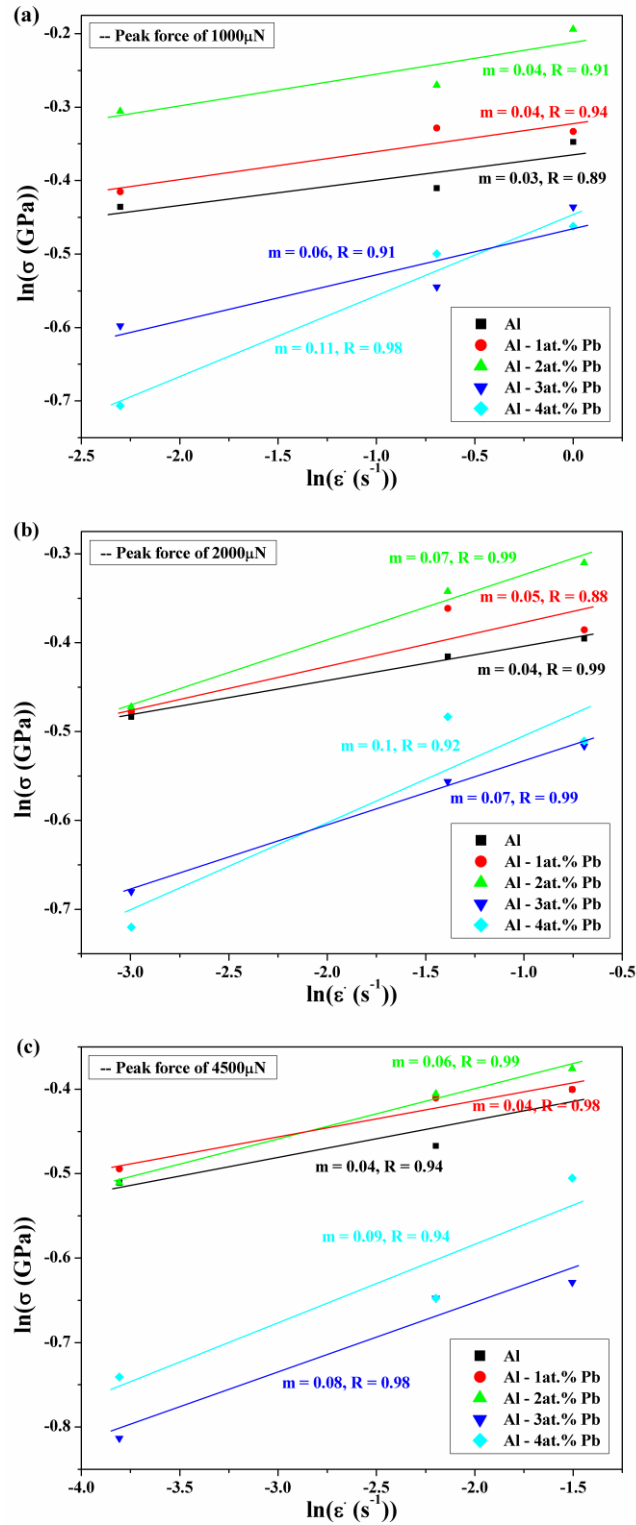 (a)
-- Peak force of 1000μN
m = 0.04, R = 0.91
m = 0.04, R = 0.94
m = 0.03, R = 0.89
m = 0.06, R = 0.91
m = 0.11, R = 0.98
Al
Al - 1at.% Pb
Al - 2at.% Pb
Al - 3at.% Pb
Al - 4at.% Pb
-0.2
-0.3
-0.4
-0.5
-0.6
-0.7
ln(σ (GPa))
-2.5 -2.0 -1.5 -1.0 -0.5 0.0
ln(ε˙ (s⁻¹))
(b)
-- Peak force of 2000μN
m = 0.07, R = 0.99
m = 0.05, R = 0.88
m = 0.04, R = 0.99
m = 0.1, R = 0.92
m = 0.07, R = 0.99
Al
Al - 1at.% Pb
Al - 2at.% Pb
Al - 3at.% Pb
Al - 4at.% Pb
-0.3
-0.4
-0.5
-0.6
-0.7
ln(σ (GPa))
-3.0 -2.5 -2.0 -1.5 -1.0 -0.5
ln(ε˙ (s⁻¹))
(c)
-- Peak force of 4500μN
m = 0.06, R = 0.99
m = 0.04, R = 0.98
m = 0.04, R = 0.94
m = 0.09, R = 0.94
m = 0.08, R = 0.98
Al
Al - 1at.% Pb
Al - 2at.% Pb
Al - 3at.% Pb
Al - 4at.% Pb
-0.4
-0.5
-0.6
-0.7
-0.8
ln(σ (GPa))
-4.0 -3.5 -3.0 -2.5 -2.0 -1.5
ln(ε˙ (s⁻¹))